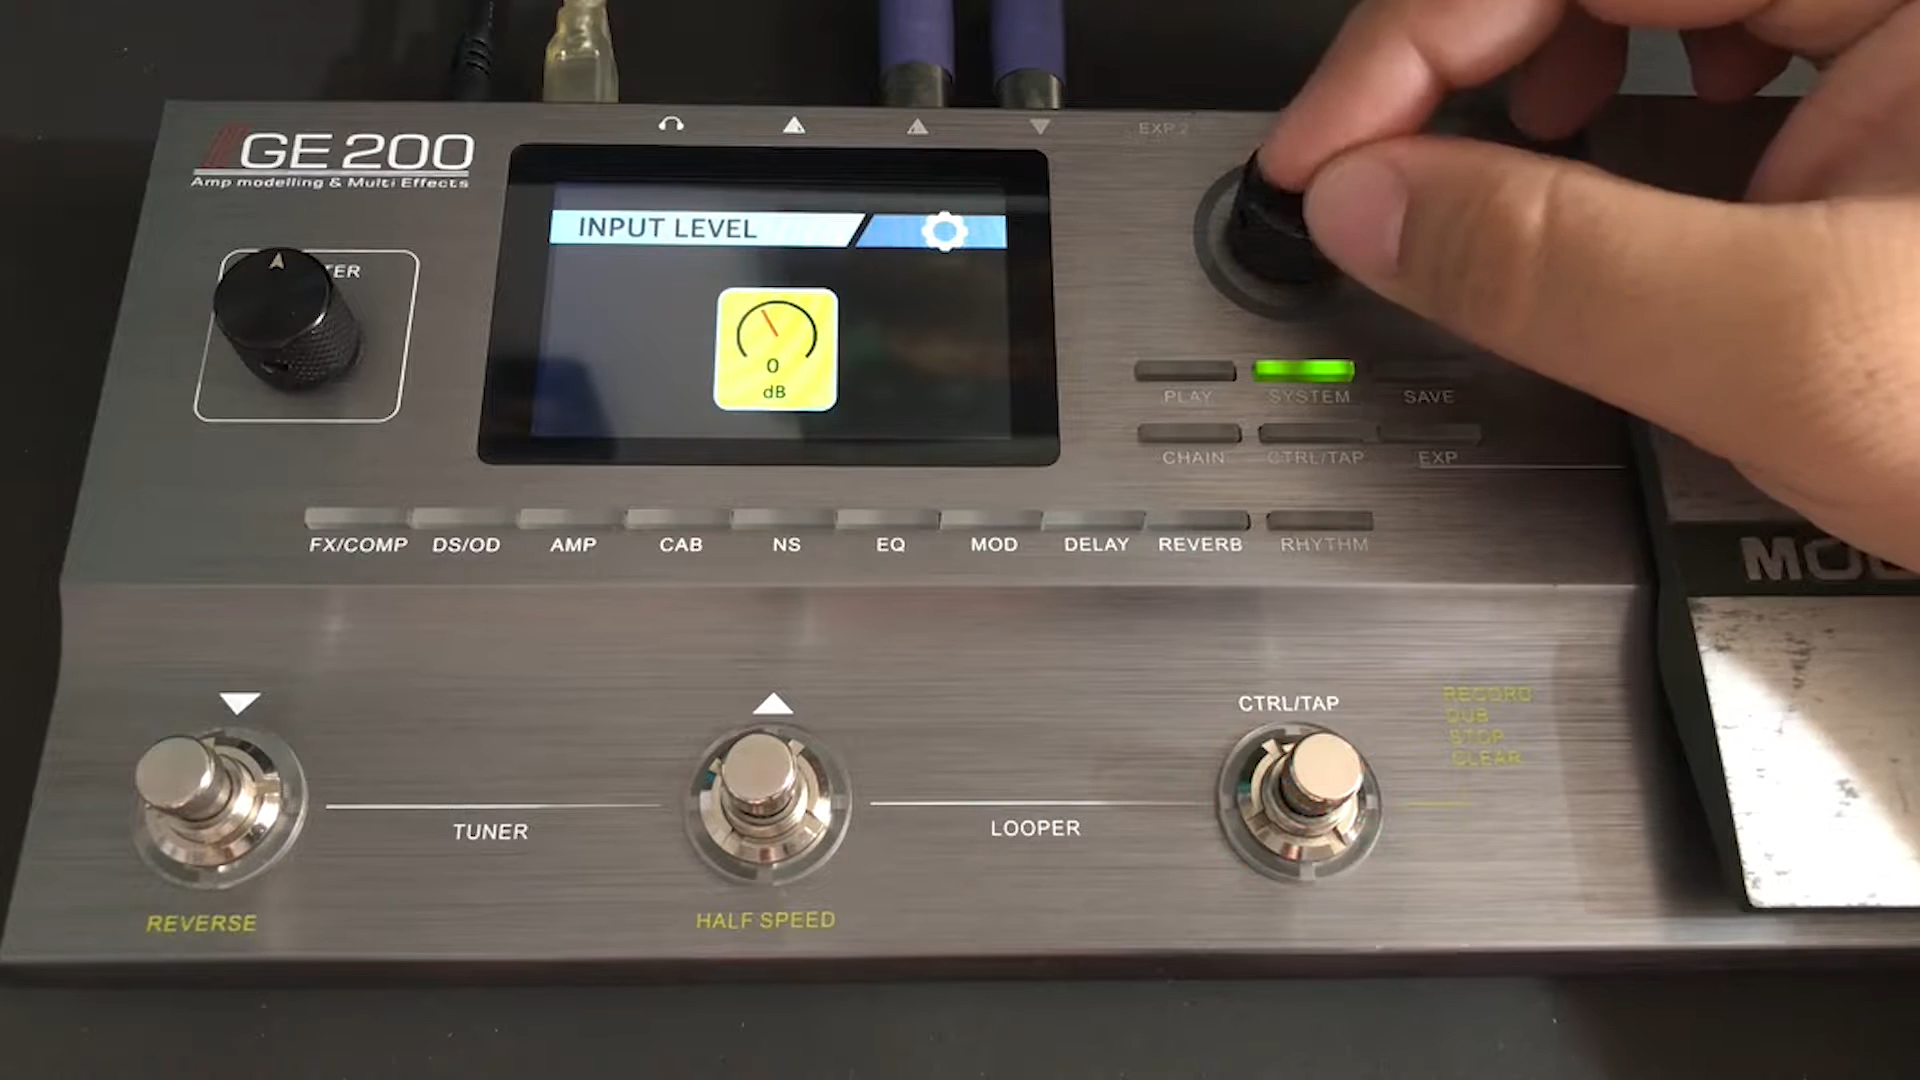 GE 200
Amp modelling & Multi Effects
EXP 2
INPUT LEVEL
0
dB
PLAY
SYSTEM
SAVE
CHAIN
CTRL/TAP
EXP
FX/COMP
DS/OD
AMP
CAB
NS
EQ
MOD
DELAY
REVERB
RHYTHM
CTRL/TAP
RECORD
DUB
STOP
CLEAR
TUNER
LOOPER
REVERSE
HALF SPEED